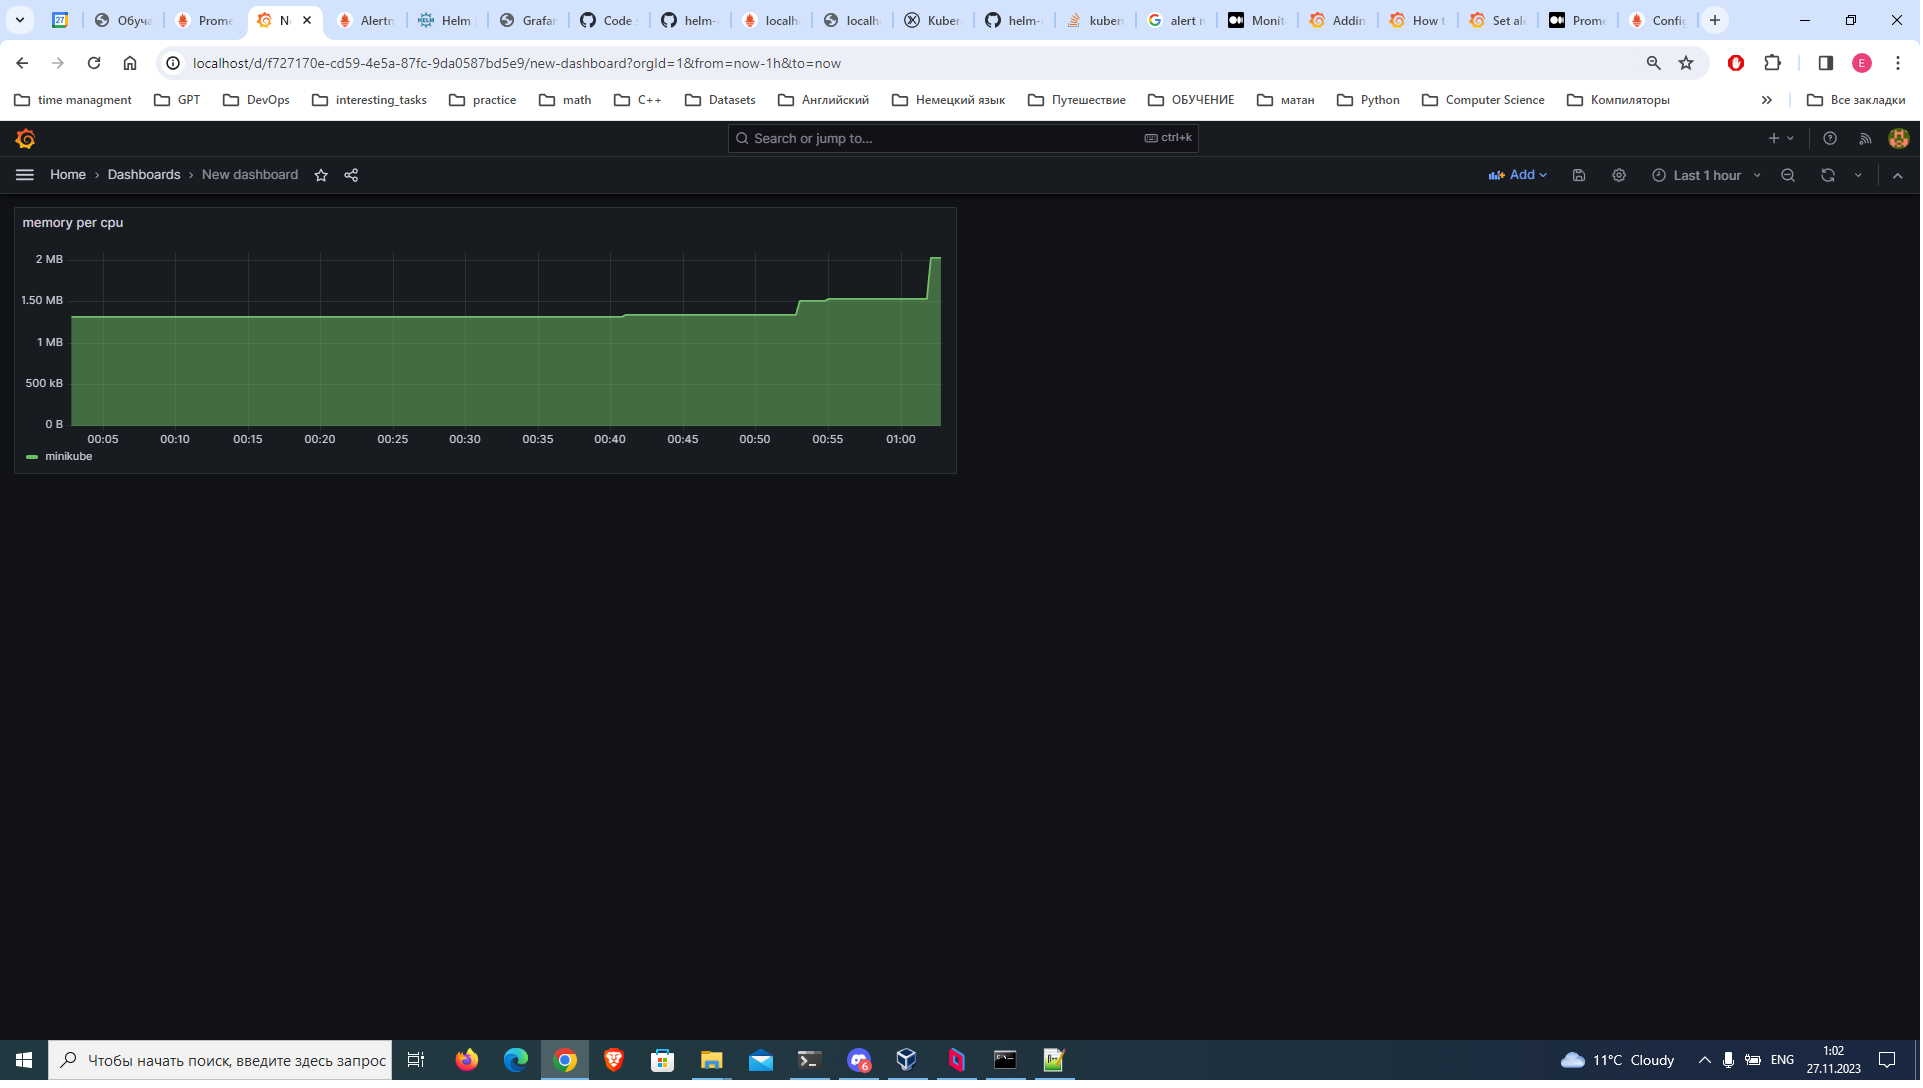 27 Обуча Prome N Alertm Helm Grafan Code s helm- localh localh Kuber helm- kuber alert n Monit Addin How t Set ale Prome Config
localhost/d/f727170e-cd59-4e5a-87fc-9da0587bd5e9/new-dashboard?orgId=1&from=now-1h&to=now E
time managment GPT DevOps interesting_tasks practice math C++ Datasets Английский Немецкий язык Путешествие ОБУЧЕНИЕ матан Python Computer Science Компиляторы » Все закладки
Search or jump to... ctrl+k
Home › Dashboards › New dashboard Add Last 1 hour
memory per cpu
2 MB
1.50 MB
1 MB
500 kB
0 B
00:05 00:10 00:15 00:20 00:25 00:30 00:35 00:40 00:45 00:50 00:55 01:00
minikube
Чтобы начать поиск, введите здесь запрос 6 11°C Cloudy ENG 1:02
27.11.2023